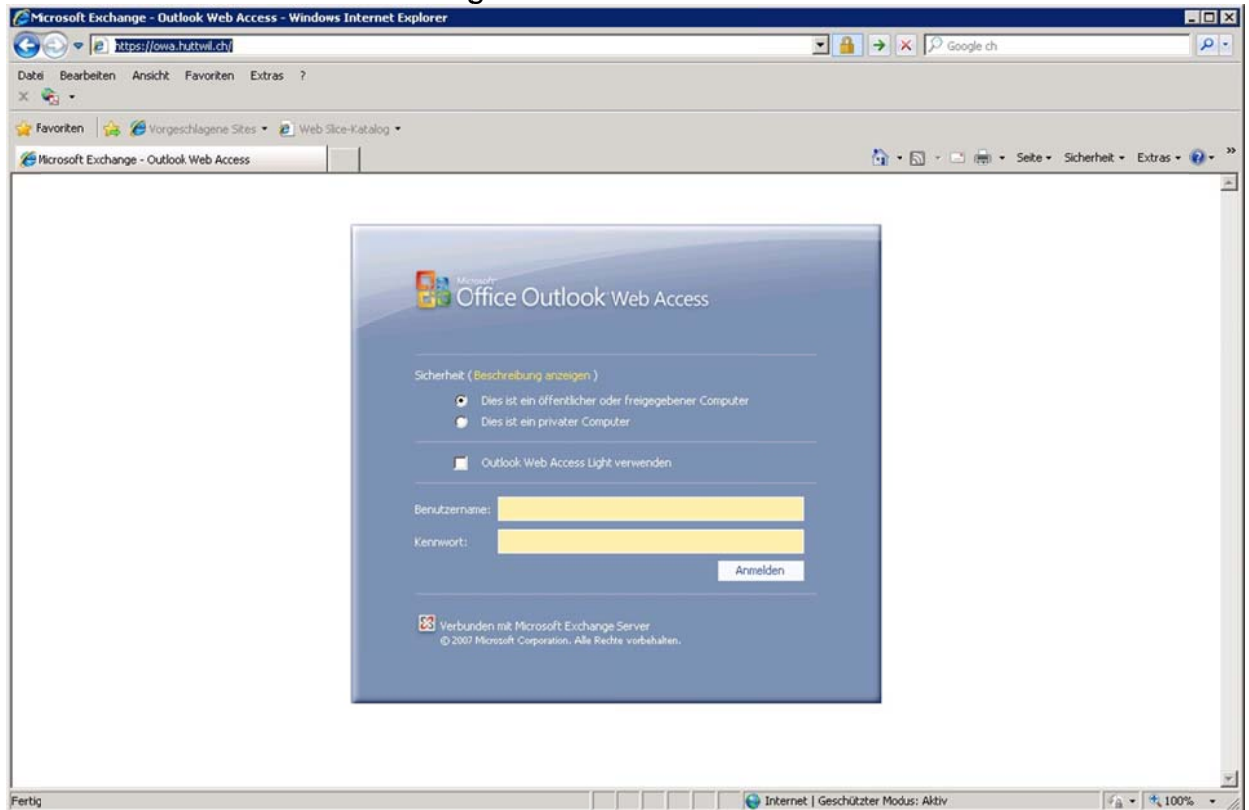 Microsoft Exchange - Outlook Web Access - Windows Internet Explorer
https://owa.huttwil.ch/
Google ch
Datei Bearbeiten Ansicht Favoriten Extras ?
Favoriten Vorgeschlagene Sites Web Slice-Katalog
Microsoft Exchange - Outlook Web Access
Seite Sicherheit Extras
Microsoft
Office Outlook Web Access
Sicherheit ( Beschreibung anzeigen )
Dies ist ein öffentlicher oder freigegebener Computer
Dies ist ein privater Computer
Outlook Web Access Light verwenden
Benutzername:
Kennwort:
Anmelden
Verbunden mit Microsoft Exchange Server
© 2007 Microsoft Corporation. Alle Rechte vorbehalten.
Fertig
Internet | Geschützter Modus: Aktiv
100%